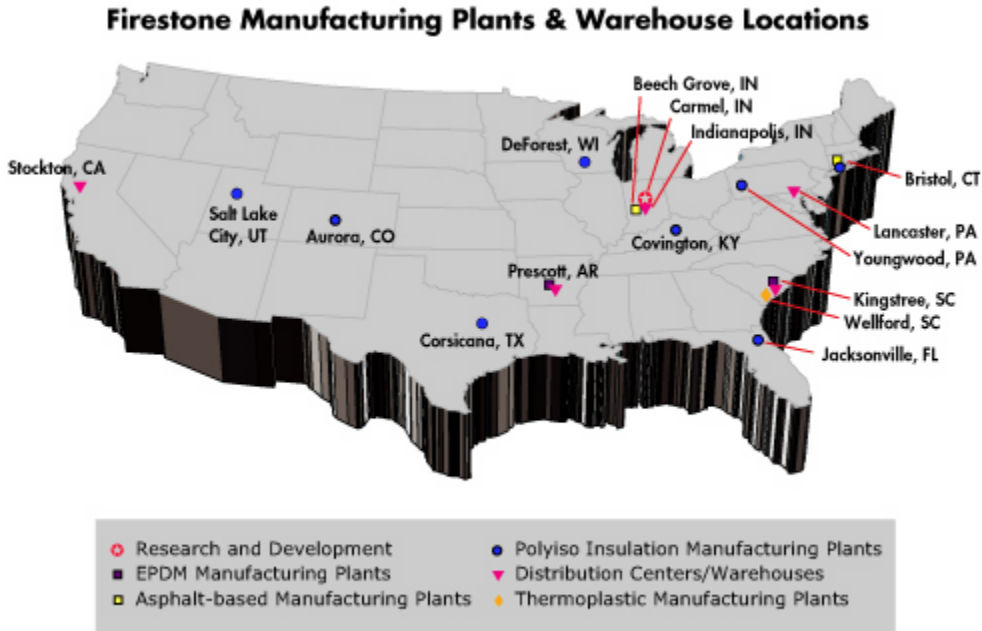 Firestone Manufacturing Plants & Warehouse Locations
Beech Grove, IN
Carmel, IN
Indianapolis, IN
DeForest, WI
Stockton, CA
Bristol, CT
Salt Lake
City, UT
Aurora, CO
Covington, KY
Lancaster, PA
Youngwood, PA
Prescott, AR
Kingstree, SC
Wellford, SC
Corsicana, TX
Jacksonville, FL
Research and Development
EPDM Manufacturing Plants
Asphalt-based Manufacturing Plants
Polyiso Insulation Manufacturing Plants
Distribution Centers/Warehouses
Thermoplastic Manufacturing Plants